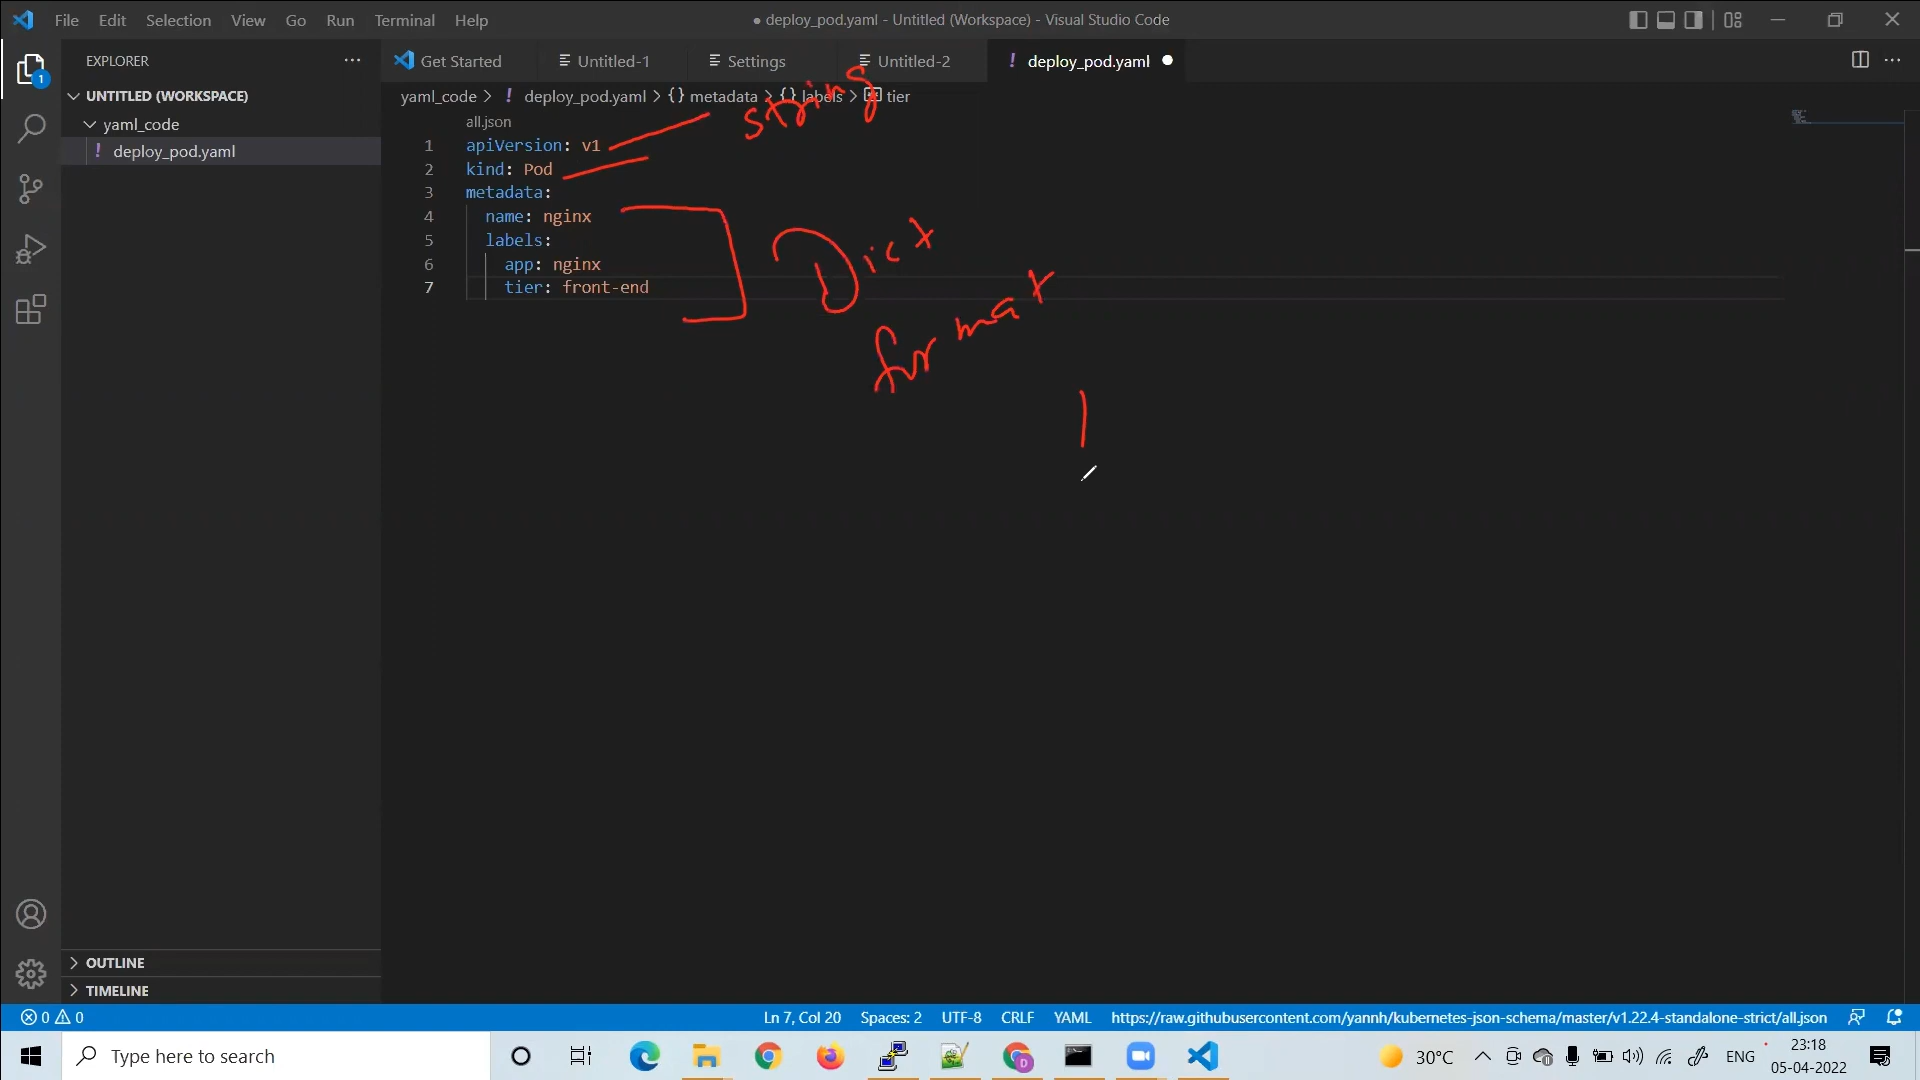 File Edit Selection View Go Run Terminal Help
● deploy_pod.yaml - Untitled (Workspace) - Visual Studio Code
EXPLORER
Get Started
Untitled-1
Settings
Untitled-2
! deploy_pod.yaml
1
UNTITLED (WORKSPACE)
yaml_code
! deploy_pod.yaml
yaml_code > ! deploy_pod.yaml > {} metadata > {} labels > tier
string
all.json
1 apiVersion: v1
2 kind: Pod
3 metadata:
4 name: nginx
5 labels:
6 app: nginx
7 tier: front-end
Dict
format
OUTLINE
TIMELINE
0 0
Ln 7, Col 20 Spaces: 2 UTF-8 CRLF YAML https://raw.githubusercontent.com/yannh/kubernetes-json-schema/master/v1.22.4-standalone-strict/all.json
Type here to search
30°C
ENG
23:18
05-04-2022